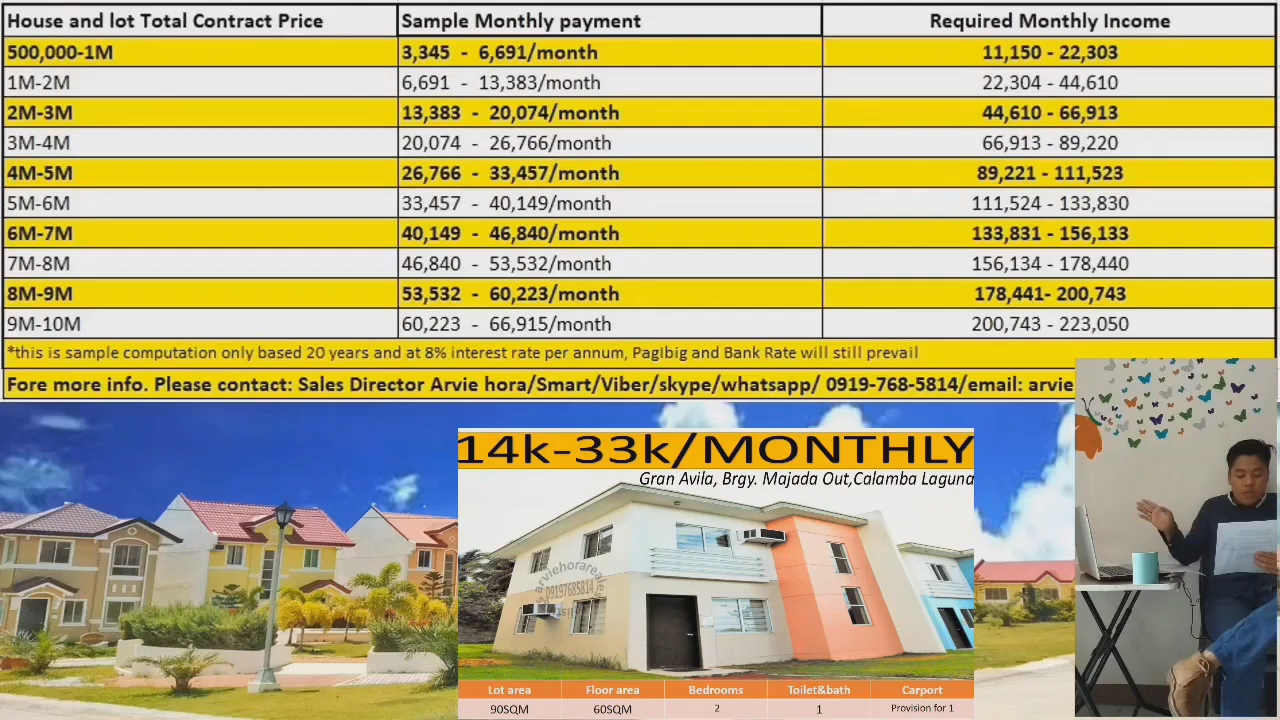 House and lot Total Contract Price Sample Monthly payment Required Monthly Income
500,000-1M 3,345 - 6,691/month 11,150 - 22,303
1M-2M 6,691 - 13,383/month 22,304 - 44,610
2M-3M 13,383 - 20,074/month 44,610 - 66,913
3M-4M 20,074 - 26,766/month 66,913 - 89,220
4M-5M 26,766 - 33,457/month 89,221 - 111,523
5M-6M 33,457 - 40,149/month 111,524 - 133,830
6M-7M 40,149 - 46,840/month 133,831 - 156,133
7M-8M 46,840 - 53,532/month 156,134 - 178,440
8M-9M 53,532 - 60,223/month 178,441- 200,743
9M-10M 60,223 - 66,915/month 200,743 - 223,050
*this is sample computation only based 20 years and at 8% interest rate per annum, PagIbig and Bank Rate will still prevail
Fore more info. Please contact: Sales Director Arvie hora/Smart/Viber/skype/whatsapp/ 0919-768-5814/email: arvie
14k-33k/MONTHLY
Gran Avila, Brgy. Majada Out,Calamba Laguna
arviehorarea
09197685814
Lot area Floor area Bedrooms Toilet&bath Carport
90SQM 60SQM 2 1 Provision for 1